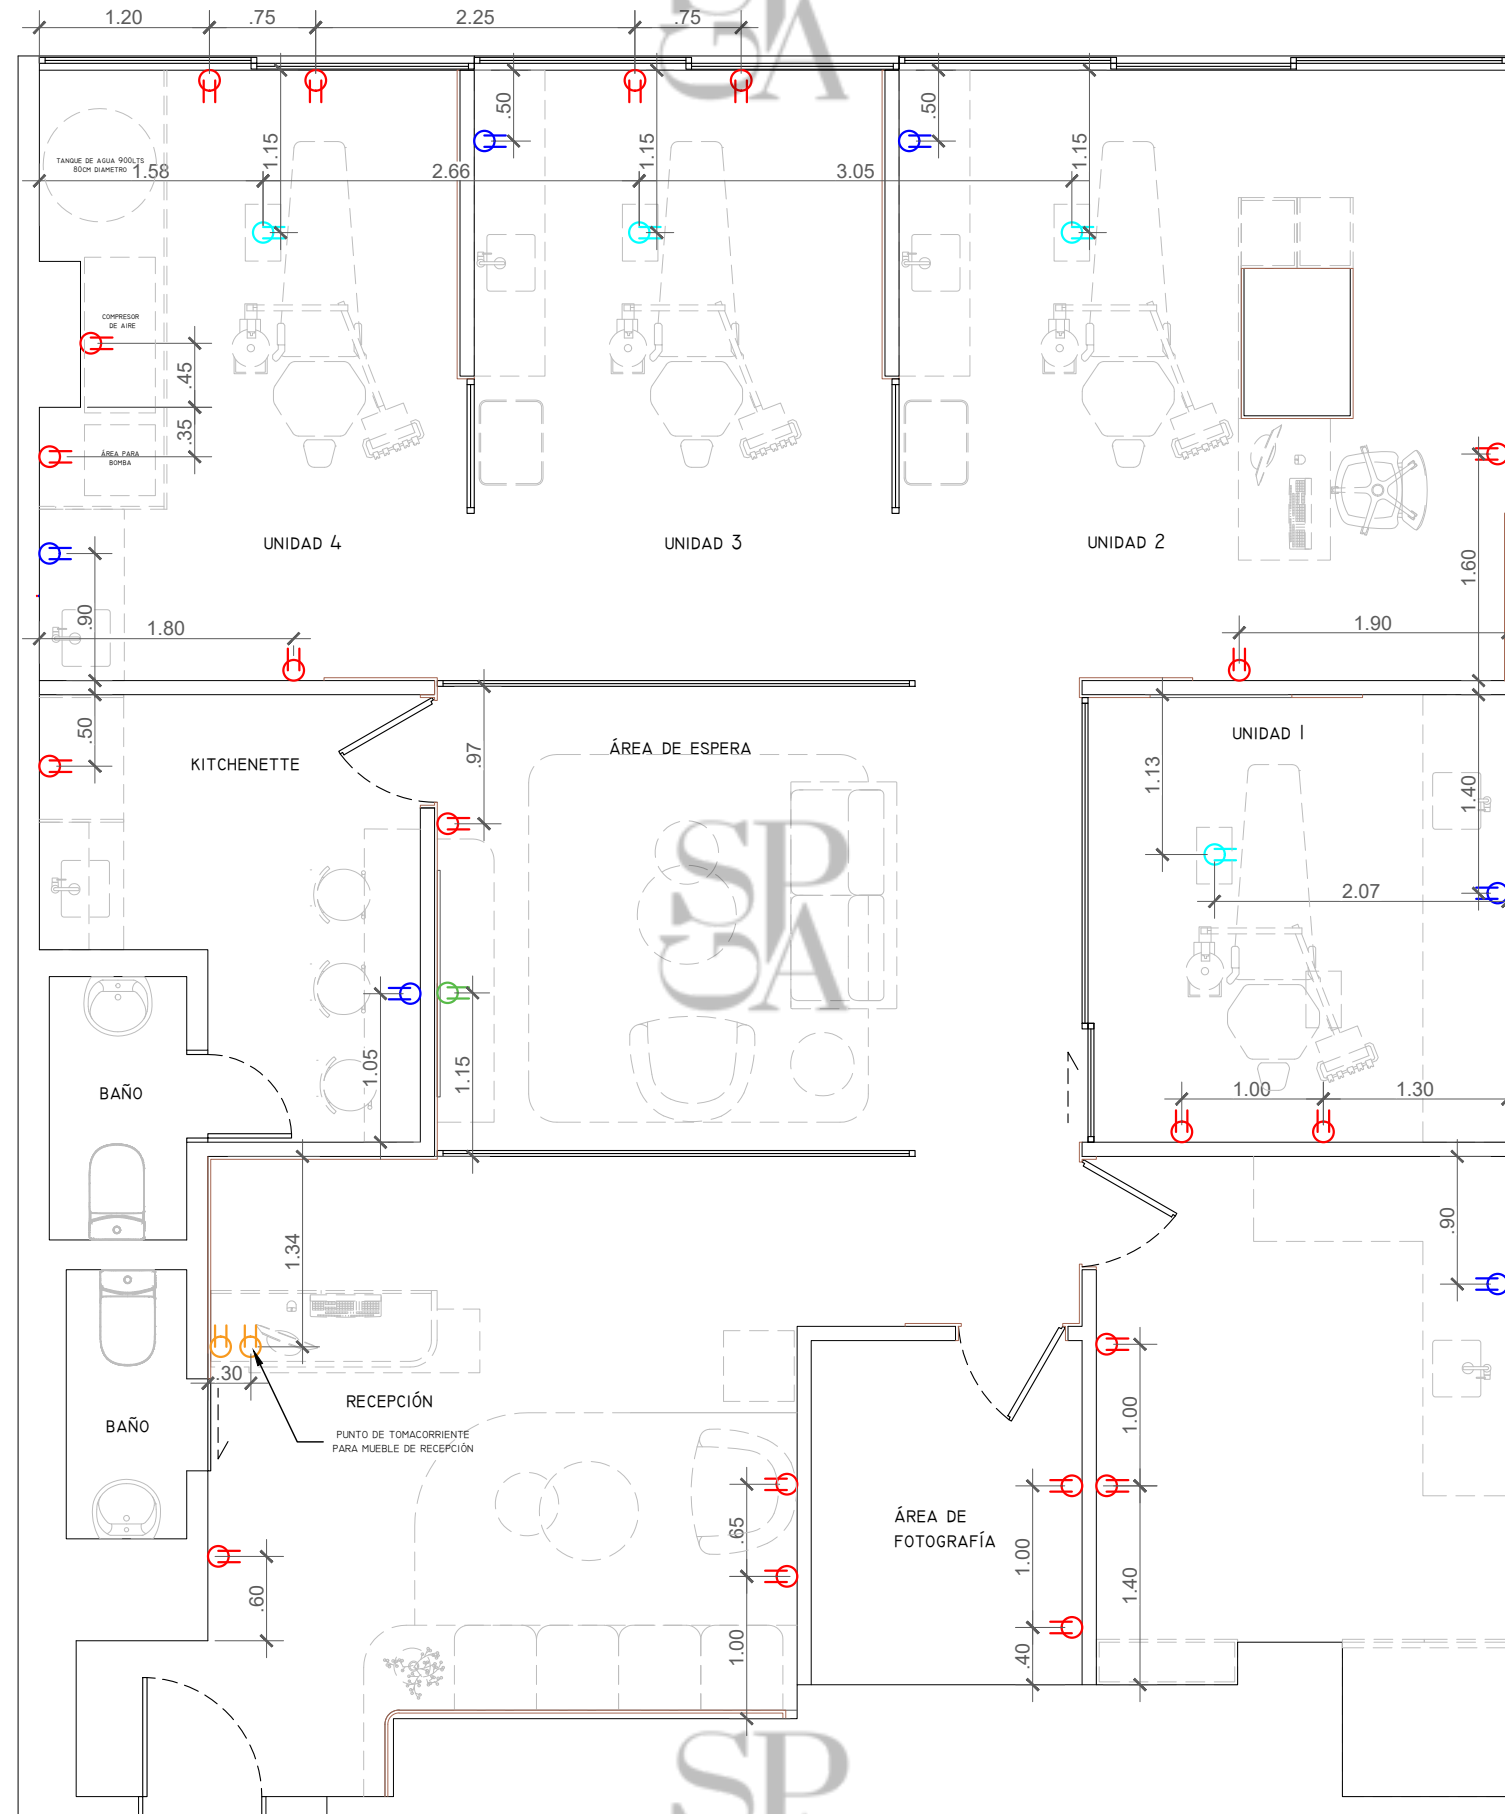 1.20
.75
2.25
.75
SP
GA
.50
.50
1.15
1.15
1.15
TANQUE DE AGUA 900LTS
80CM DIAMETRO
1.58
2.66
3.05
COMPRESOR
DE AIRE
.45
.35
ÁREA PARA
BOMBA
UNIDAD 4
UNIDAD 3
UNIDAD 2
1.60
.90
1.80
1.90
.50
KITCHENETTE
.97
ÁREA DE ESPERA
UNIDAD 1
1.13
1.40
SP
GA
2.07
1.05
1.15
BAÑO
1.00
1.30
.90
1.34
.30
RECEPCIÓN
PUNTO DE TOMACORRIENTE
PARA MUEBLE DE RECEPCIÓN
BAÑO
1.00
.65
ÁREA DE
FOTOGRAFÍA
1.00
1.40
.60
1.00
.40
SP